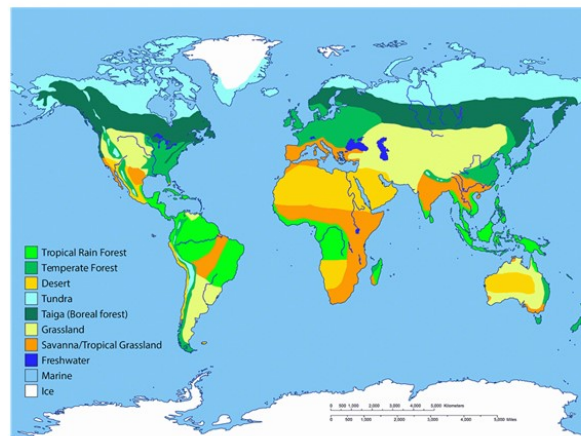 Tropical Rain Forest
Temperate Forest
Desert
Tundra
Taiga (Boreal forest)
Grassland
Savanna/Tropical Grassland
Freshwater
Marine
Ice